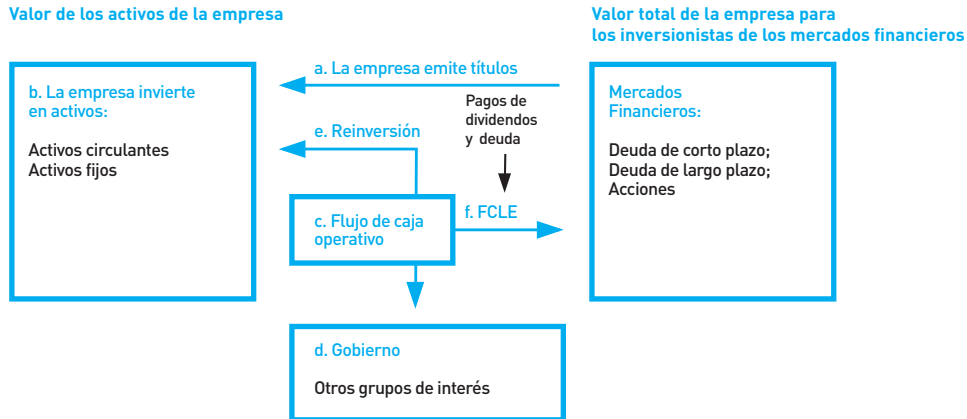 Valor de los activos de la empresa
Valor total de la empresa para
los inversionistas de los mercados financieros
a. La empresa emite títulos
b. La empresa invierte
en activos:
Activos circulantes
Activos fijos
e. Reinversión
Pagos de
dividendos
y deuda
Mercados
Financieros:
Deuda de corto plazo;
Deuda de largo plazo;
Acciones
c. Flujo de caja
operativo
f. FCLE
d. Gobierno
Otros grupos de interés